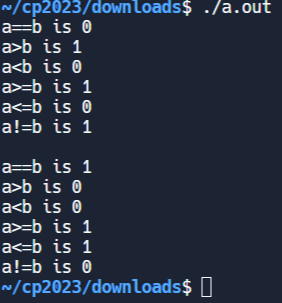 ~/cp2023/downloads$ ./a.out
a==b is 0
a>b is 1
a<b is 0
a>=b is 1
a<=b is 0
a!=b is 1

a==b is 1
a>b is 0
a<b is 0
a>=b is 1
a<=b is 1
a!=b is 0
~/cp2023/downloads$